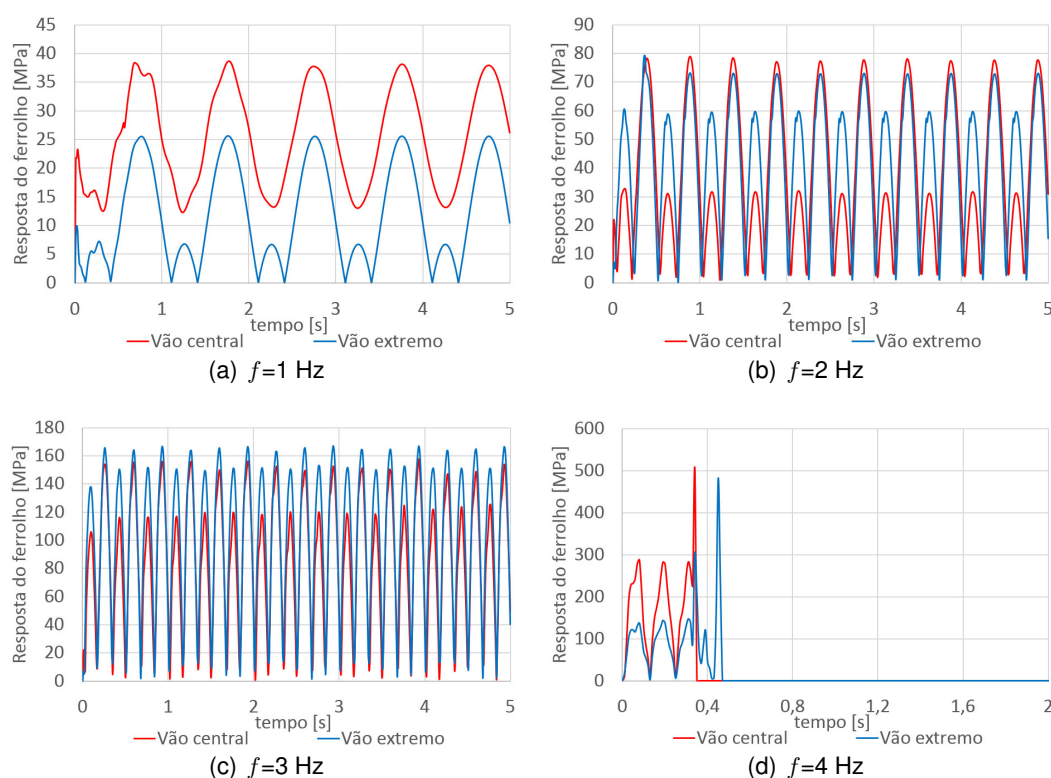 Resposta do ferrolho [MPa]
45
40
35
30
25
20
15
10
5
0
0 1 2 3 4 5
tempo [s]
Vão central Vão extremo
(a) f=1 Hz
Resposta do ferrolho [MPa]
90
80
70
60
50
40
30
20
10
0
0 1 2 3 4 5
tempo [s]
Vão central Vão extremo
(b) f=2 Hz
Resposta do ferrolho [MPa]
180
160
140
120
100
80
60
40
20
0
0 1 2 3 4 5
tempo [s]
Vão central Vão extremo
(c) f=3 Hz
Resposta do ferrolho [MPa]
600
500
400
300
200
100
0
0 0,4 0,8 1,2 1,6 2
tempo [s]
Vão central Vão extremo
(d) f=4 Hz